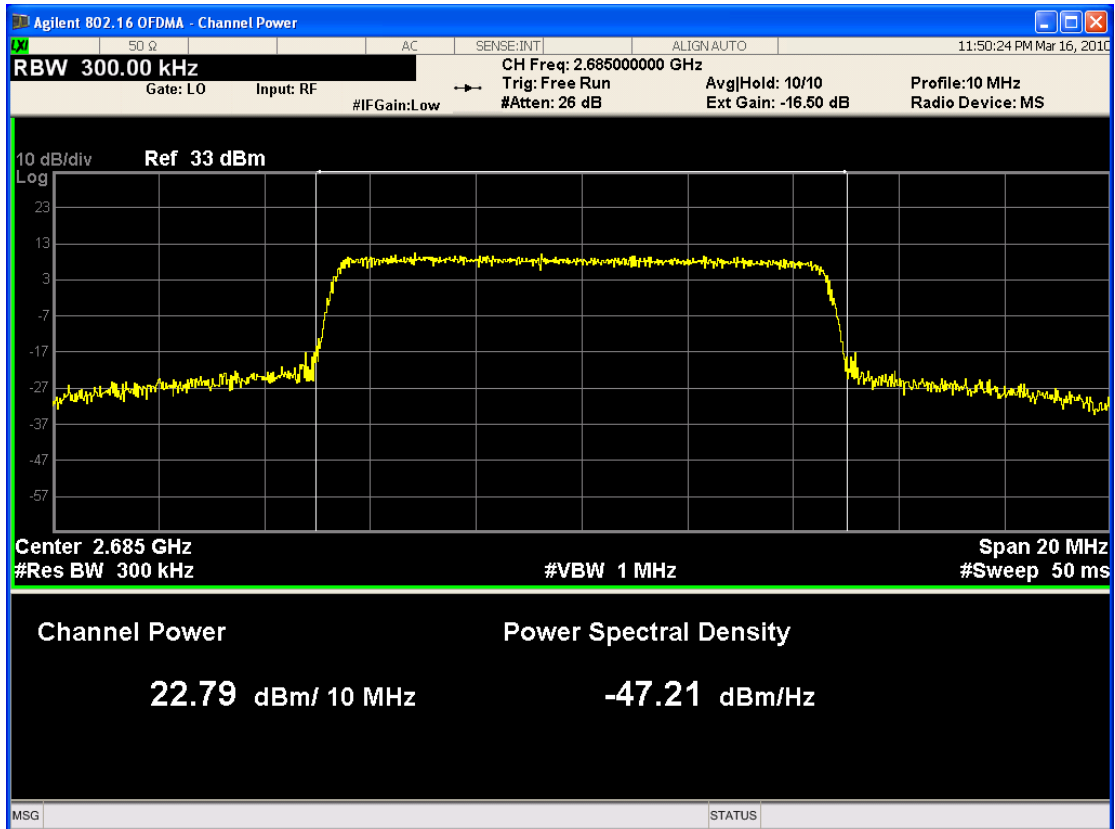 Agilent 802.16 OFDMA - Channel Power
LXI 50 Ω AC SENSE:INT ALIGN AUTO 11:50:24 PM Mar 16, 2010
RBW 300.00 kHz
CH Freq: 2.685000000 GHz
Gate: LO Input: RF Trig: Free Run Avg|Hold: 10/10 Profile:10 MHz
#IFGain:Low #Atten: 26 dB Ext Gain: -16.50 dB Radio Device: MS
10 dB/div Ref 33 dBm
Log
23
13
3
-7
-17
-27
-37
-47
-57
Center 2.685 GHz Span 20 MHz
#Res BW 300 kHz #VBW 1 MHz #Sweep 50 ms
Channel Power Power Spectral Density
22.79 dBm/ 10 MHz -47.21 dBm/Hz
MSG STATUS